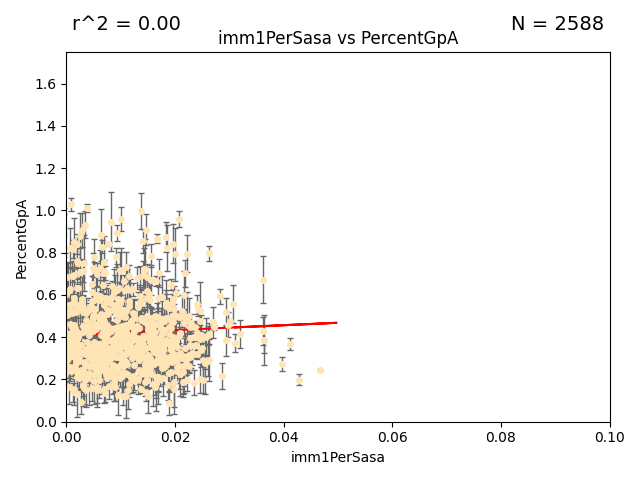 r^2 = 0.00
N = 2588
imm1PerSasa vs PercentGpA
PercentGpA
1.6
1.4
1.2
1.0
0.8
0.6
0.4
0.2
0.0
0.00 0.02 0.04 0.06 0.08 0.10
imm1PerSasa